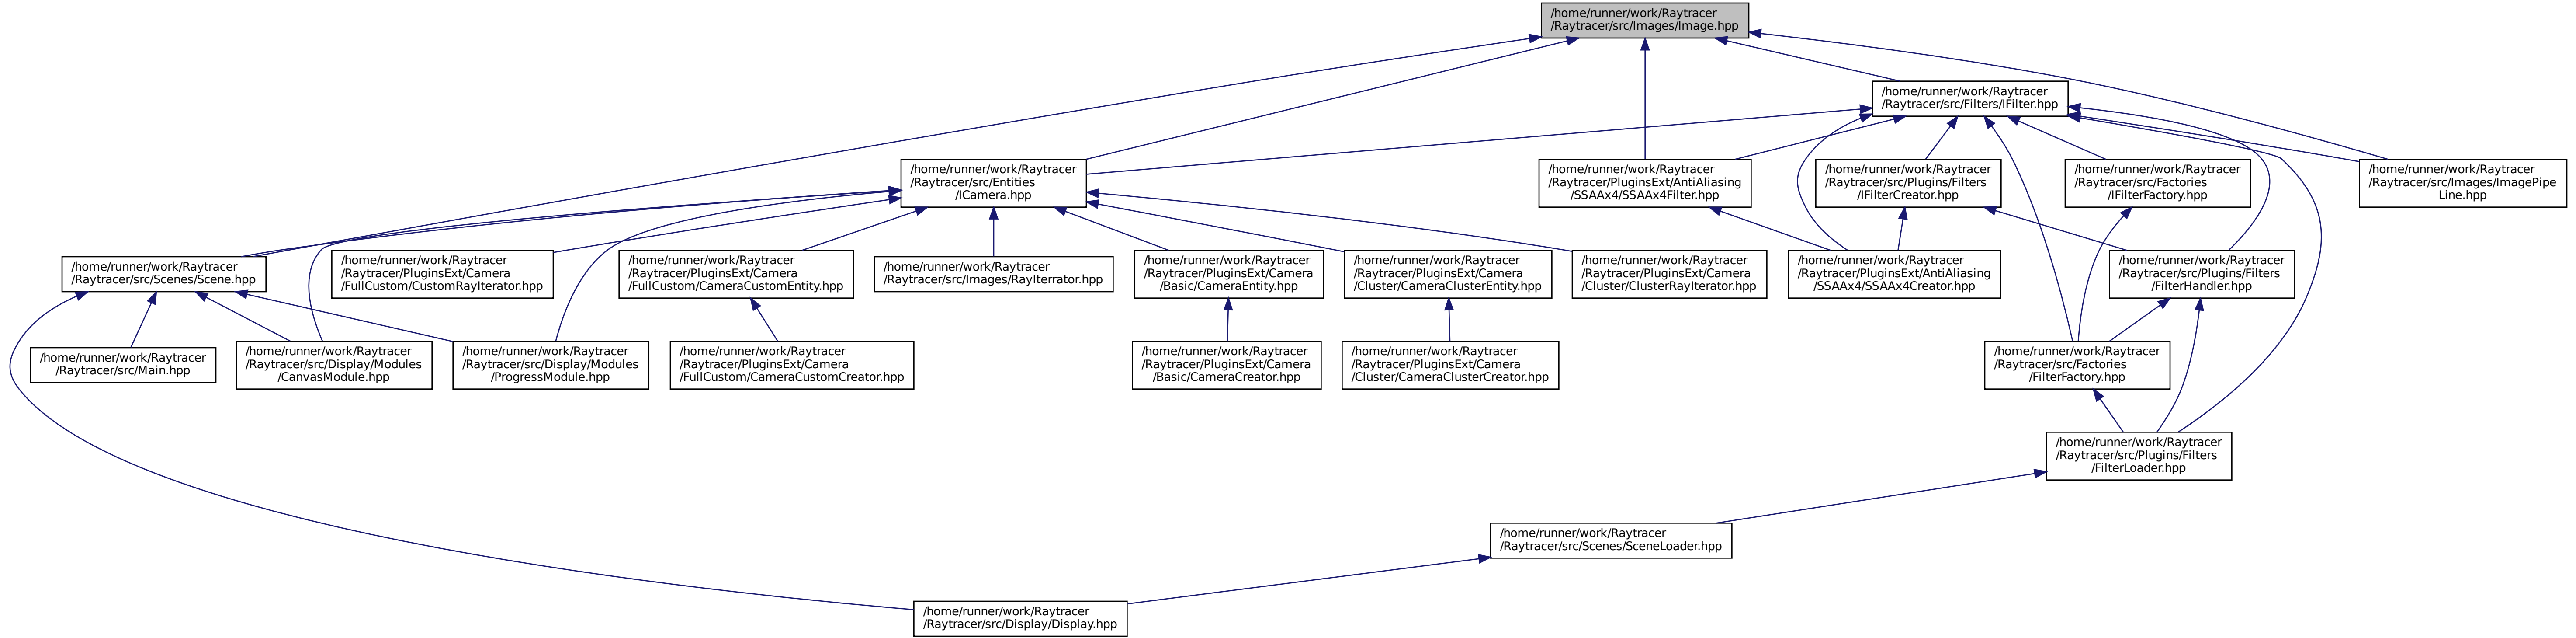 /home/runner/work/Raytracer
/Raytracer/src/Images/Image.hpp
/home/runner/work/Raytracer
/Raytracer/src/Filters/IFilter.hpp
/home/runner/work/Raytracer
/Raytracer/src/Entities
/ICamera.hpp
/home/runner/work/Raytracer
/Raytracer/PluginsExt/AntiAliasing
/SSAAx4/SSAAx4Filter.hpp
/home/runner/work/Raytracer
/Raytracer/src/Plugins/Filters
/IFilterCreator.hpp
/home/runner/work/Raytracer
/Raytracer/src/Factories
/IFilterFactory.hpp
/home/runner/work/Raytracer
/Raytracer/src/Images/ImagePipe
Line.hpp
/home/runner/work/Raytracer
/Raytracer/src/Scenes/Scene.hpp
/home/runner/work/Raytracer
/Raytracer/PluginsExt/Camera
/FullCustom/CustomRayIterator.hpp
/home/runner/work/Raytracer
/Raytracer/PluginsExt/Camera
/FullCustom/CameraCustomEntity.hpp
/home/runner/work/Raytracer
/Raytracer/src/Images/RayIterrator.hpp
/home/runner/work/Raytracer
/Raytracer/PluginsExt/Camera
/Basic/CameraEntity.hpp
/home/runner/work/Raytracer
/Raytracer/PluginsExt/Camera
/Cluster/CameraClusterEntity.hpp
/home/runner/work/Raytracer
/Raytracer/PluginsExt/Camera
/Cluster/ClusterRayIterator.hpp
/home/runner/work/Raytracer
/Raytracer/PluginsExt/AntiAliasing
/SSAAx4/SSAAx4Creator.hpp
/home/runner/work/Raytracer
/Raytracer/src/Plugins/Filters
/FilterHandler.hpp
/home/runner/work/Raytracer
/Raytracer/src/Main.hpp
/home/runner/work/Raytracer
/Raytracer/src/Display/Modules
/CanvasModule.hpp
/home/runner/work/Raytracer
/Raytracer/src/Display/Modules
/ProgressModule.hpp
/home/runner/work/Raytracer
/Raytracer/PluginsExt/Camera
/FullCustom/CameraCustomCreator.hpp
/home/runner/work/Raytracer
/Raytracer/PluginsExt/Camera
/Basic/CameraCreator.hpp
/home/runner/work/Raytracer
/Raytracer/PluginsExt/Camera
/Cluster/CameraClusterCreator.hpp
/home/runner/work/Raytracer
/Raytracer/src/Factories
/FilterFactory.hpp
/home/runner/work/Raytracer
/Raytracer/src/Plugins/Filters
/FilterLoader.hpp
/home/runner/work/Raytracer
/Raytracer/src/Scenes/SceneLoader.hpp
/home/runner/work/Raytracer
/Raytracer/src/Display/Display.hpp